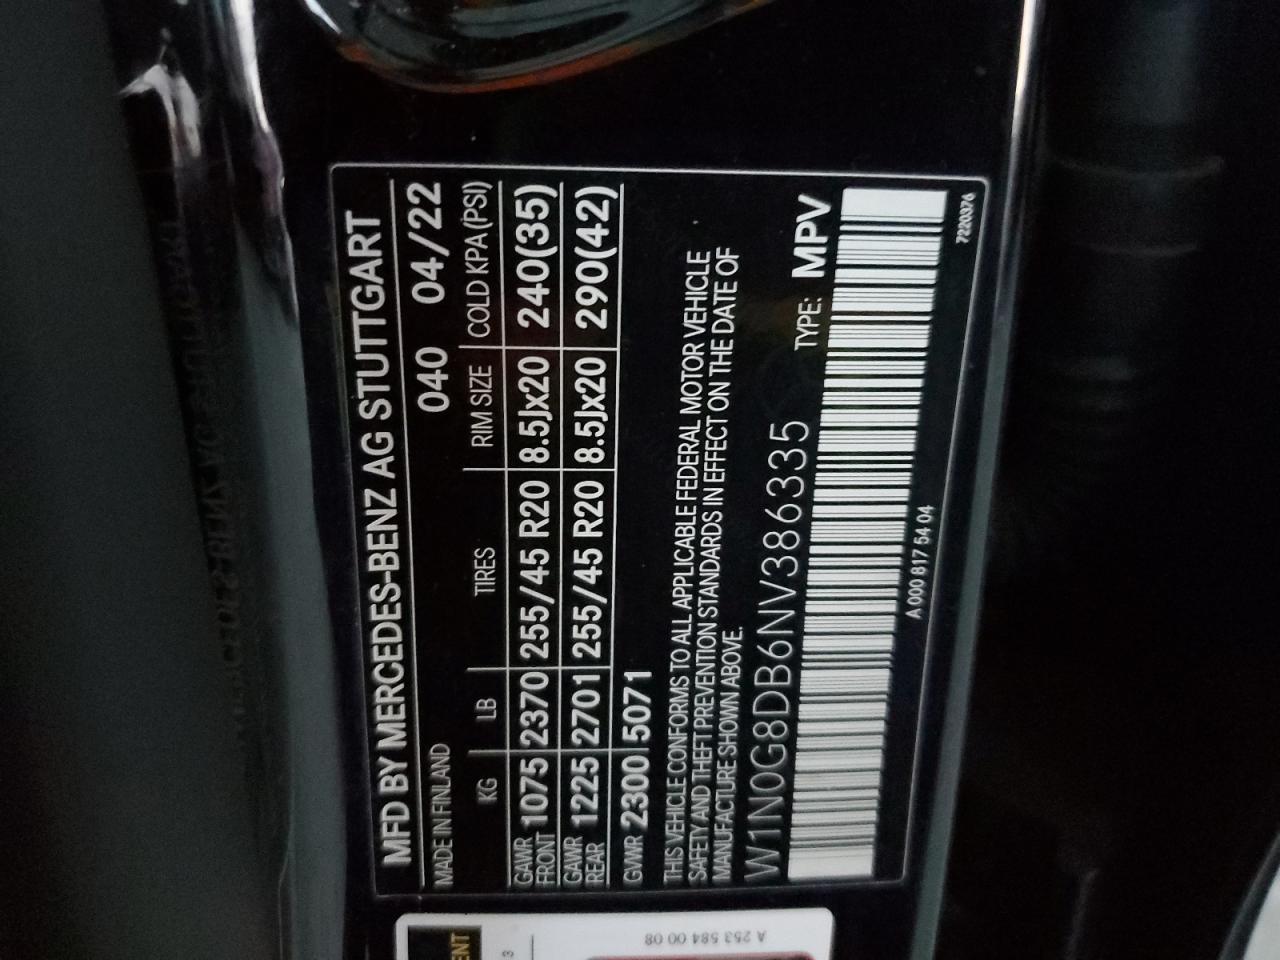 MFD BY MERCEDES-BENZ AG STUTTGART
MADE IN FINLAND 040 04/22
KG LB TIRES RIM SIZE COLD KPA (PSI)
GAWR FRONT 1075 2370 255/45 R20 8.5Jx20 240(35)
GAWR REAR 1225 2701 255/45 R20 8.5Jx20 290(42)
GVWR 2300 5071
THIS VEHICLE CONFORMS TO ALL APPLICABLE FEDERAL MOTOR VEHICLE
SAFETY AND THEFT PREVENTION STANDARDS IN EFFECT ON THE DATE OF
MANUFACTURE SHOWN ABOVE.
W1N0G8DB6NV386335 TYPE: MPV
A 000 817 54 04
7220376
A 253 584 00 08
ENT
3